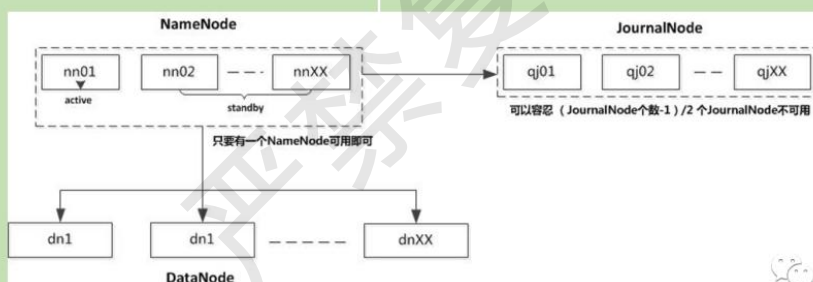 NameNode
JournalNode
nn01
nn02
nnXX
qj01
qj02
qjXX
active
standby
可以容忍（JournalNode个数-1）/2 个JournalNode不可用
只要有一个NameNode可用即可
dn1
dn1
dnXX
DataNode
严禁复